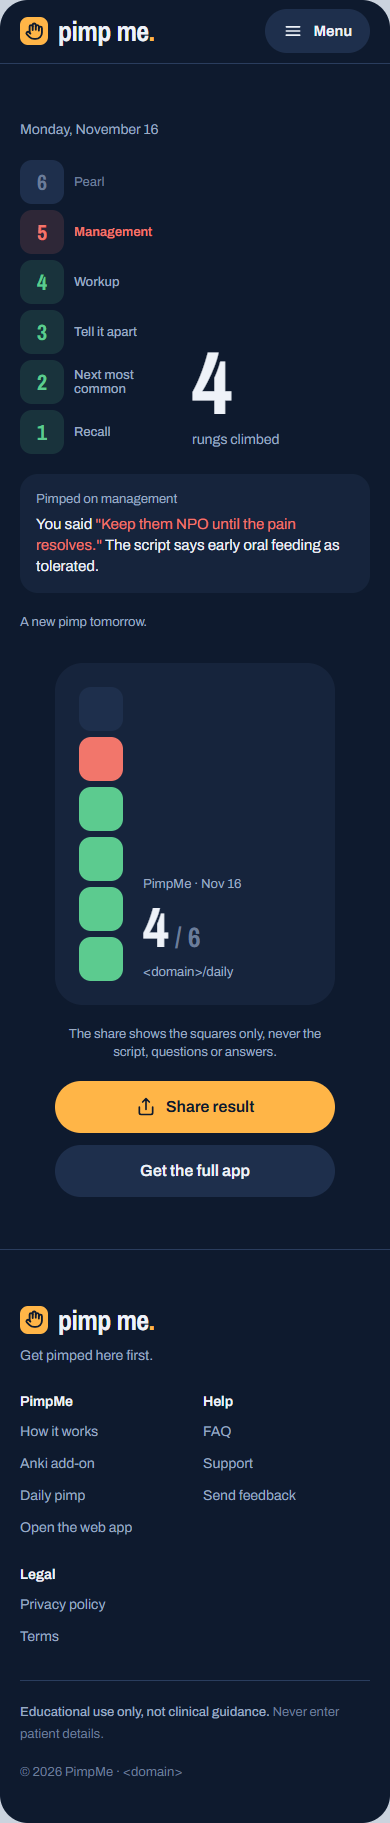 pimp me.
Menu
Monday, November 16
6 Pearl
5 Management
4 Workup
3 Tell it apart
2 Next most
common
1 Recall
4
rungs climbed
Pimped on management
You said "Keep them NPO until the pain
resolves." The script says early oral feeding as
tolerated.
A new pimp tomorrow.
PimpMe · Nov 16
4 / 6
<domain>/daily
The share shows the squares only, never the
script, questions or answers.
Share result
Get the full app
pimp me.
Get pimped here first.
PimpMe
How it works
Anki add-on
Daily pimp
Open the web app
Help
FAQ
Support
Send feedback
Legal
Privacy policy
Terms
Educational use only, not clinical guidance. Never enter
patient details.
© 2026 PimpMe · <domain>